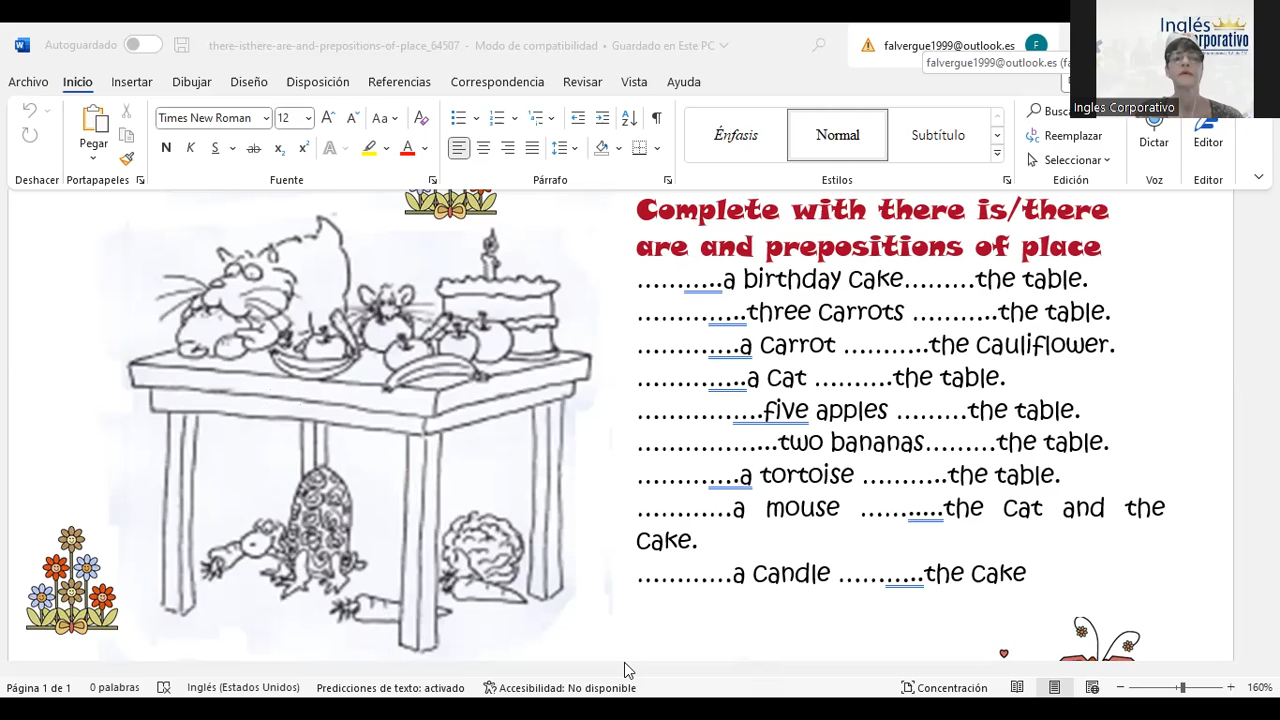 Autoguardado
there-isthere-are-and-prepositions-of-place_64507 - Modo de compatibilidad • Guardado en Este PC
falvergue1999@outlook.es
F
falvergue1999@outlook.es
Inglés
Corporativo
Ingles Corporativo
Archivo Inicio Insertar Dibujar Diseño Disposición Referencias Correspondencia Revisar Vista Ayuda
Pegar
Times New Roman 12
N K S ab x₂ x² A A
Aa
Énfasis Normal Subtítulo
Reemplazar
Seleccionar
Dictar
Editor
Deshacer Portapapeles Fuente Párrafo Estilos Edición Voz Editor
Complete with there is/there
are and prepositions of place
…………..a birthday cake………the table.
……………..three carrots ………..the table.
…………….a carrot ………..the cauliflower.
……………..a cat ……….the table.
……………….five apples ………the table.
………………...two bananas………the table.
…………….a tortoise ………..the table.
…………a mouse ………..the cat and the
cake.
…………a candle ………..the cake
Página 1 de 1 0 palabras Inglés (Estados Unidos) Predicciones de texto: activado Accesibilidad: No disponible Concentración 160%